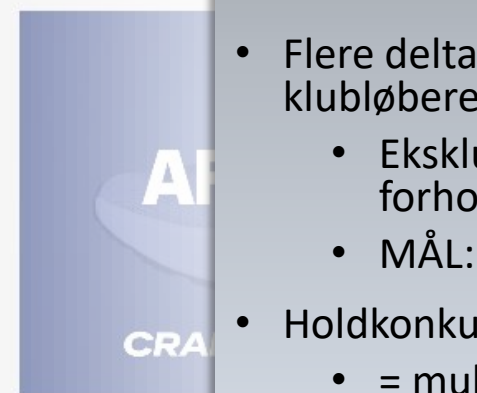 • Flere delta
klubløbere
• Eksklu
forho
• MÅL:
• Holdkonku
• = mul
AF
CRA